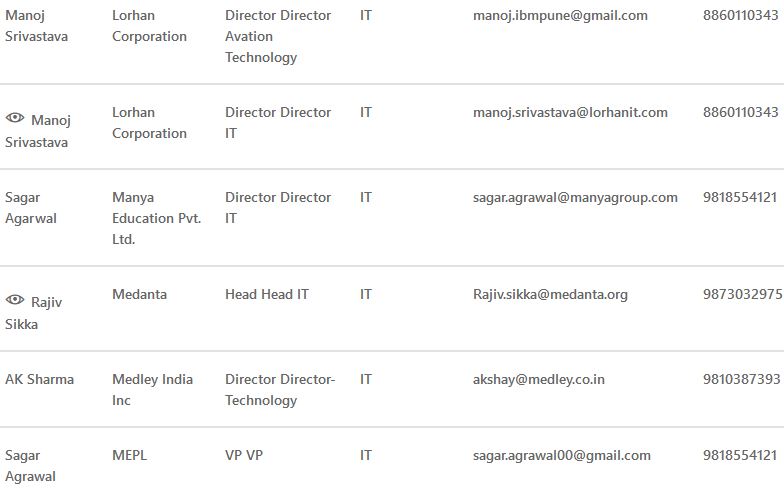 Manoj Lorhan Director Director IT manoj.ibmpune@gmail.com 8860110343
Srivastava Corporation Avation
Technology
Manoj Lorhan Director Director IT manoj.srivastava@lorhanit.com 8860110343
Srivastava Corporation IT
Sagar Manya Director Director IT sagar.agrawal@manyagroup.com 9818554121
Agarwal Education Pvt. IT
Ltd.
Rajiv Medanta Head Head IT IT Rajiv.sikka@medanta.org 9873032975
Sikka
AK Sharma Medley India Director Director- IT akshay@medley.co.in 9810387393
Inc Technology
Sagar MEPL VP VP IT sagar.agrawal00@gmail.com 9818554121
Agrawal